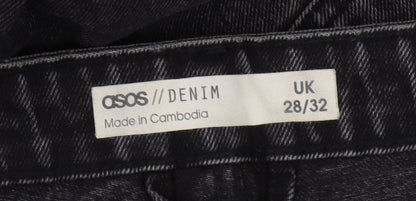 asos // DENIM
Made In Cambodia
UK
28/32